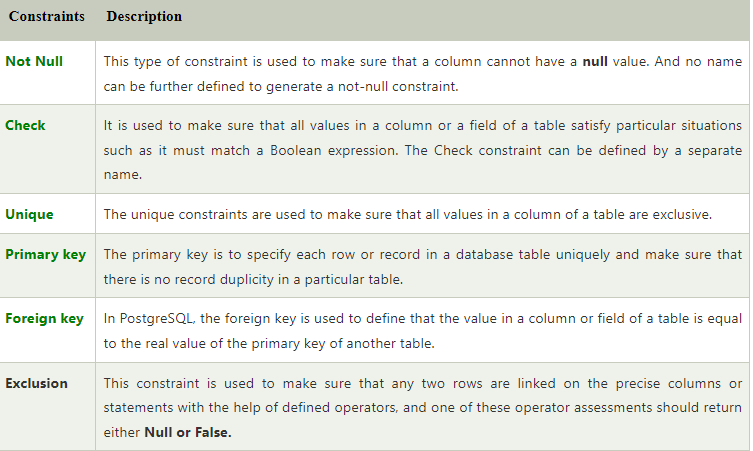 Constraints Description
Not Null This type of constraint is used to make sure that a column cannot have a null value. And no name
can be further defined to generate a not-null constraint.
Check It is used to make sure that all values in a column or a field of a table satisfy particular situations
such as it must match a Boolean expression. The Check constraint can be defined by a separate
name.
Unique The unique constraints are used to make sure that all values in a column of a table are exclusive.
Primary key The primary key is to specify each row or record in a database table uniquely and make sure that
there is no record duplicity in a particular table.
Foreign key In PostgreSQL, the foreign key is used to define that the value in a column or field of a table is equal
to the real value of the primary key of another table.
Exclusion This constraint is used to make sure that any two rows are linked on the precise columns or
statements with the help of defined operators, and one of these operator assessments should return
either Null or False.